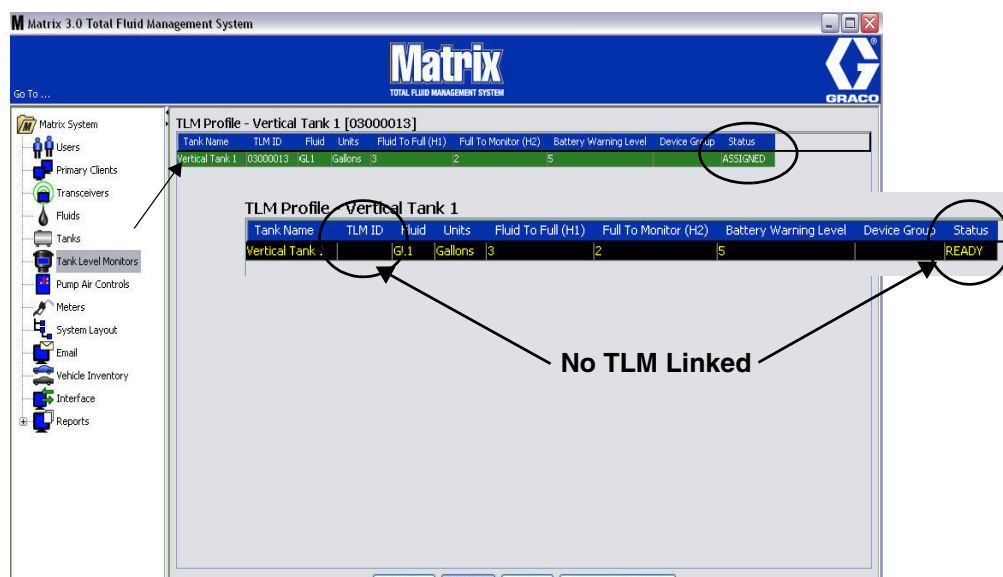 M Matrix 3.0 Total Fluid Management System
Matrix
TOTAL FLUID MANAGEMENT SYSTEM
Go To ...
GRACO
®
Matrix System
Users
Primary Clients
Transceivers
Fluids
Tanks
Tank Level Monitors
Pump Air Controls
Meters
System Layout
Email
Vehicle Inventory
Interface
Reports
TLM Profile - Vertical Tank 1 [03000013]
Tank Name TLM ID Fluid Units Fluid To Full (H1) Full To Monitor (H2) Battery Warning Level Device Group Status
Vertical Tank 1 03000013 GL1 Gallons 3 2 5 ASSIGNED
TLM Profile - Vertical Tank 1
Tank Name TLM ID Fluid Units Fluid To Full (H1) Full To Monitor (H2) Battery Warning Level Device Group Status
Vertical Tank GL1 Gallons 3 2 5 READY
No TLM Linked